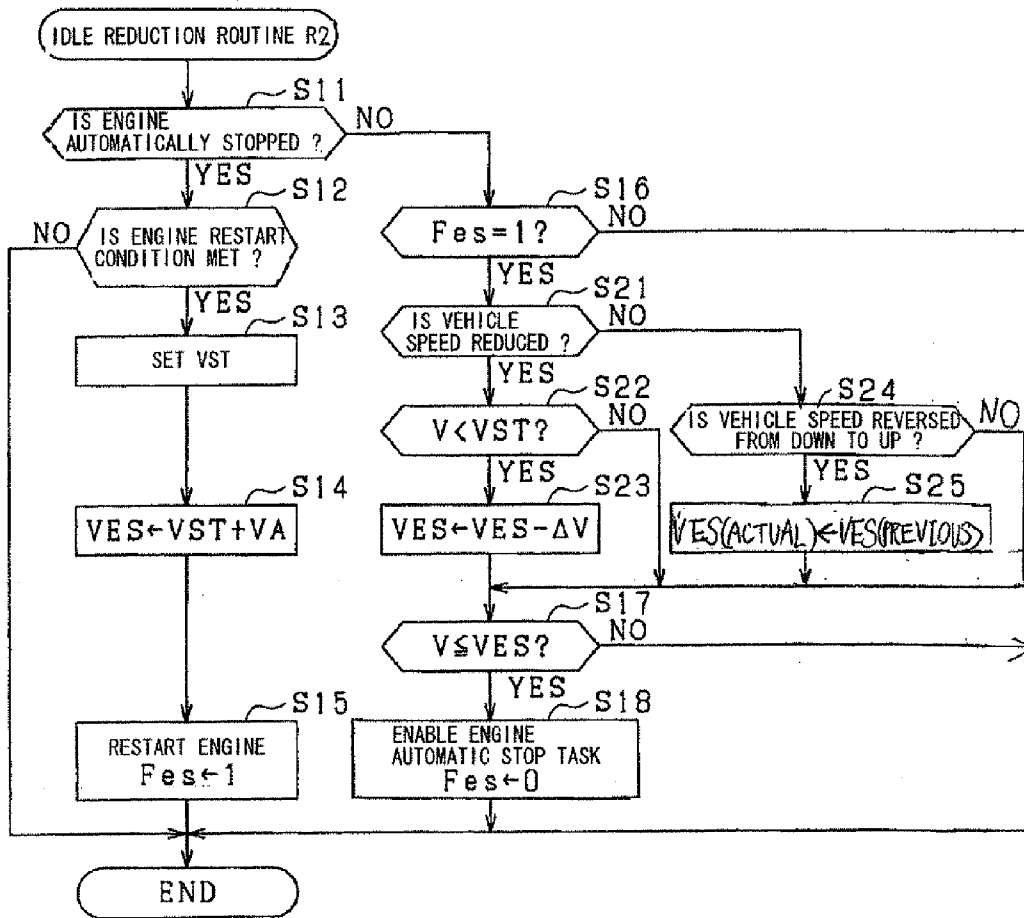 IDLE REDUCTION ROUTINE R2
S11
IS ENGINE
AUTOMATICALLY STOPPED ?
NO
YES
S12
NO
IS ENGINE RESTART
CONDITION MET ?
YES
S13
SET VST
S14
VES←VST+VA
S15
RESTART ENGINE
Fes←1
S16
Fes=1?
NO
YES
S21
IS VEHICLE
SPEED REDUCED ?
NO
YES
S22
V<VST?
NO
YES
S23
VES←VES-ΔV
S24
IS VEHICLE SPEED REVERSED
FROM DOWN TO UP ?
NO
YES
S25
VES(ACTUAL)←VES(PREVIOUS)
S17
V≦VES?
NO
YES
S18
ENABLE ENGINE
AUTOMATIC STOP TASK
Fes←0
END